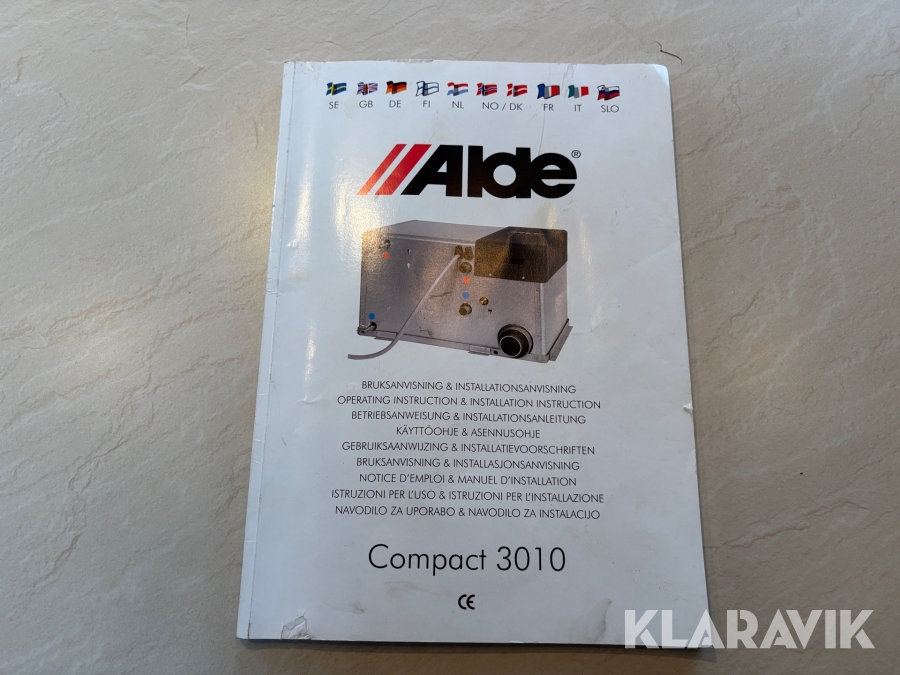 SE GB DE FI NL NO / DK FR IT SLO
Alde®
BRUKSANVISNING & INSTALLATIONSANVISNING
OPERATING INSTRUCTION & INSTALLATION INSTRUCTION
BETRIEBSANWEISUNG & INSTALLATIONSANLEITUNG
KÄYTTÖOHJE & ASENNUSOHJE
GEBRUIKSAANWIJZING & INSTALLATIEVOORSCHRIFTEN
BRUKSANVISNING & INSTALLASJONSANVISNING
NOTICE D'EMPLOI & MANUEL D'INSTALLATION
ISTRUZIONI PER L'USO & ISTRUZIONI PER L'INSTALLAZIONE
NAVODILO ZA UPORABO & NAVODILO ZA INSTALACIJO
Compact 3010
CE
KLARAVIK